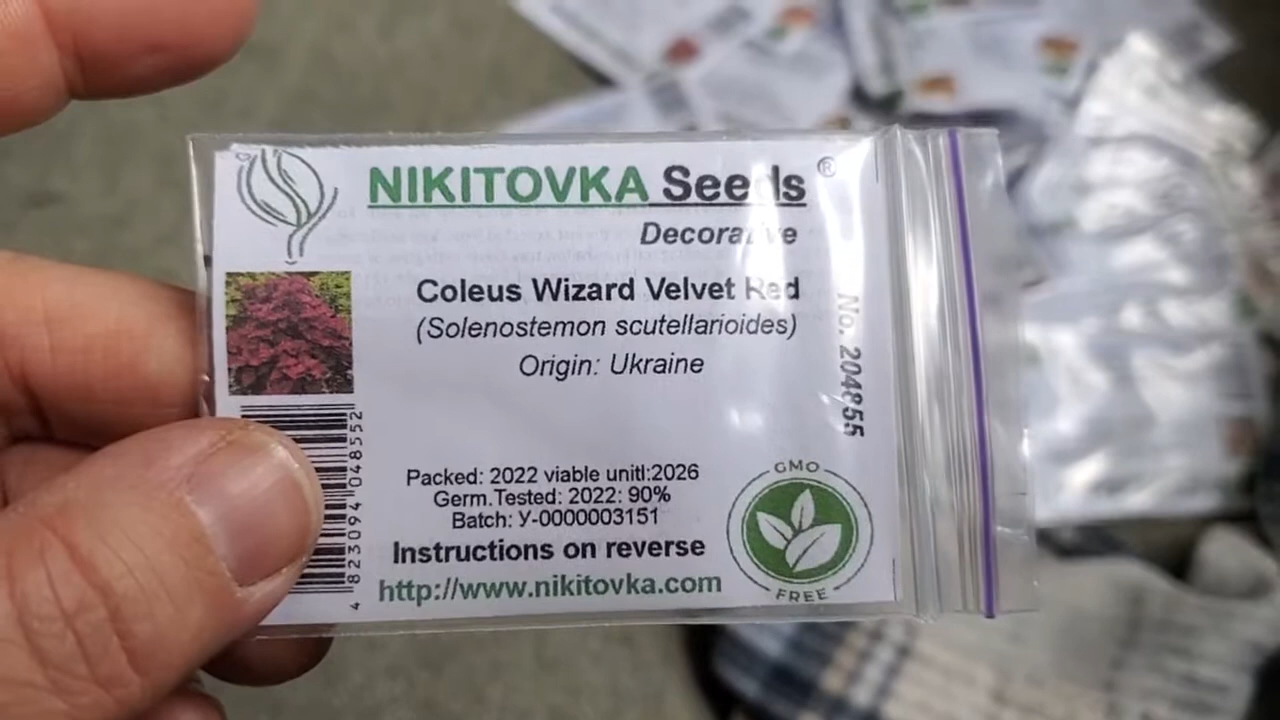 NIKITOVKA Seeds ®
Decorative
Coleus Wizard Velvet Red
(Solenostemon scutellarioides)
Origin: Ukraine
No. 204855
Packed: 2022 viable unitl:2026
Germ.Tested: 2022: 90%
Batch: У-0000003151
Instructions on reverse
http://www.nikitovka.com
4 823094 048552
GMO
FREE